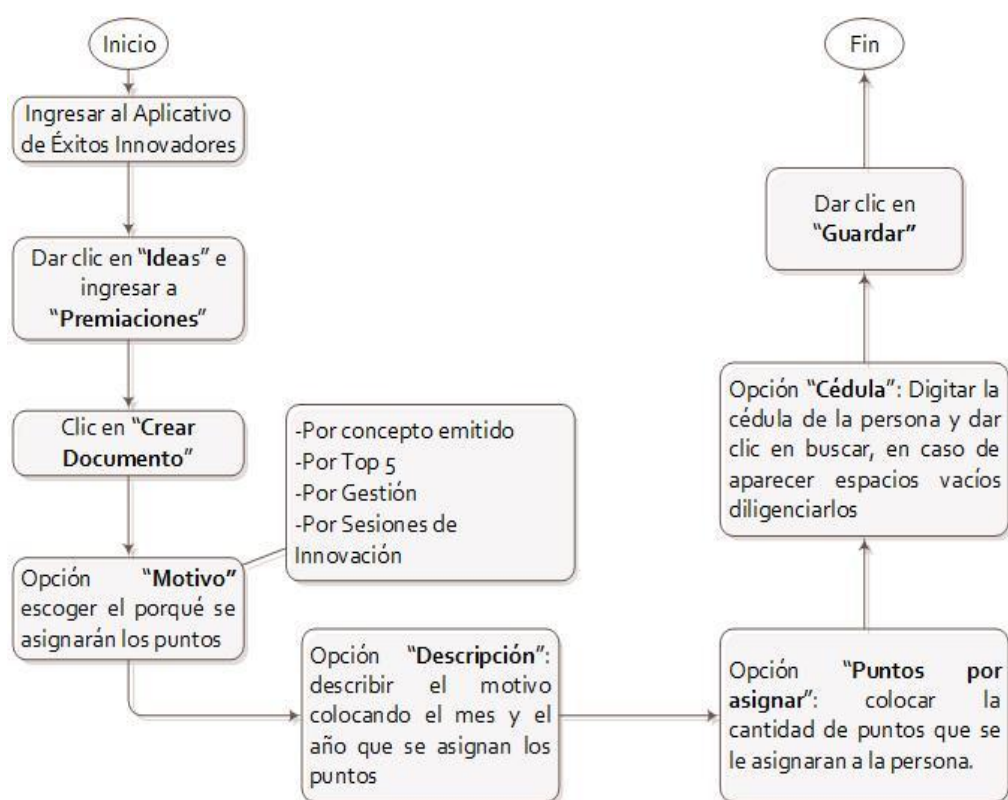 Inicio
Ingresar al Aplicativo
de Éxitos Innovadores
Dar clic en “Ideas” e
ingresar a
“Premiaciones”
Clic en “Crear
Documento”
Opción “Motivo”
escoger el porqué se
asignarán los puntos
-Por concepto emitido
-Por Top 5
-Por Gestión
-Por Sesiones de
Innovación
Opción “Descripción”:
describir el motivo
colocando el mes y el
año que se asignan los
puntos
Opción “Puntos por
asignar”: colocar la
cantidad de puntos que se
le asignaran a la persona.
Opción “Cédula”: Digitar la
cédula de la persona y dar
clic en buscar, en caso de
aparecer espacios vacíos
diligenciarlos
Dar clic en
“Guardar”
Fin